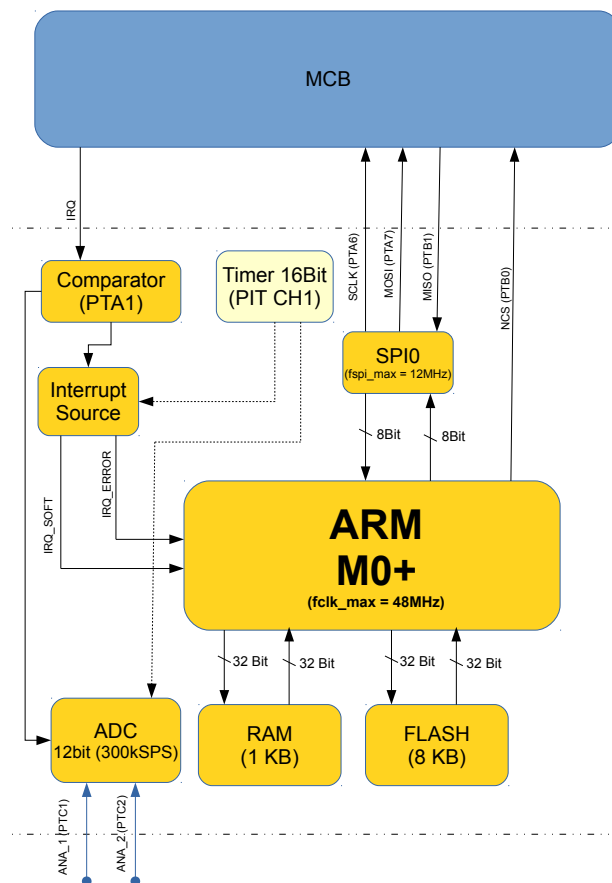 MCB
IRQ
SCLK (PTA6)
MOSI (PTA7)
MISO (PTB1)
NCS (PTB0)
Comparator
(PTA1)
Timer 16Bit
(PIT CH1)
SPI0
(fspi_max = 12MHz)
Interrupt
Source
8Bit
8Bit
IRQ_SOFT
IRQ_ERROR
ARM
M0+
(fclk_max = 48MHz)
32 Bit
32 Bit
32 Bit
32 Bit
ADC
12bit (300kSPS)
RAM
(1 KB)
FLASH
(8 KB)
ANA_1 (PTC1)
ANA_2 (PTC2)